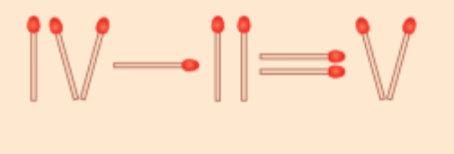 IV - II = V